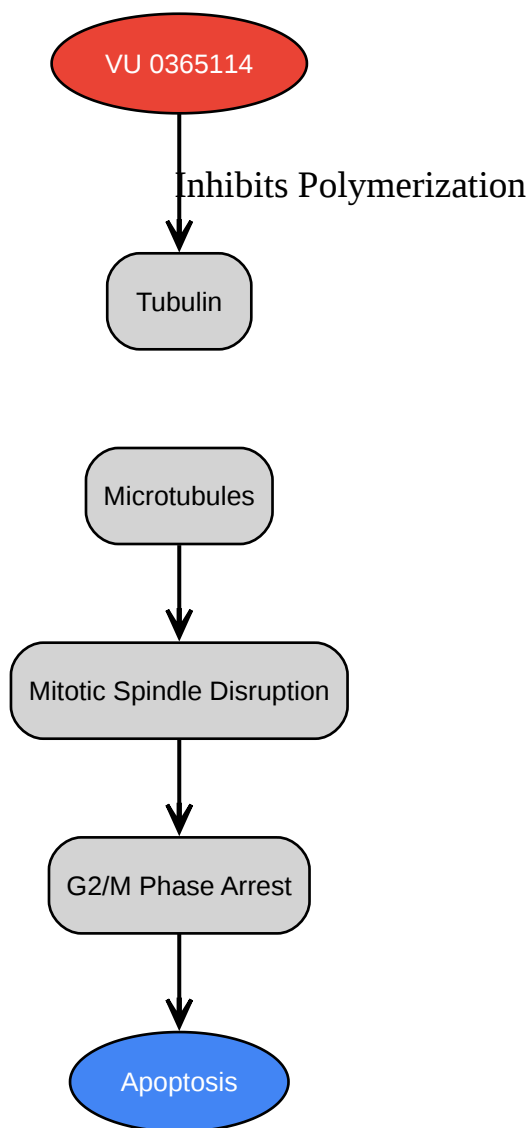 VU 0365114
Inhibits Polymerization
Tubulin
Microtubules
Mitotic Spindle Disruption
G2/M Phase Arrest
Apoptosis